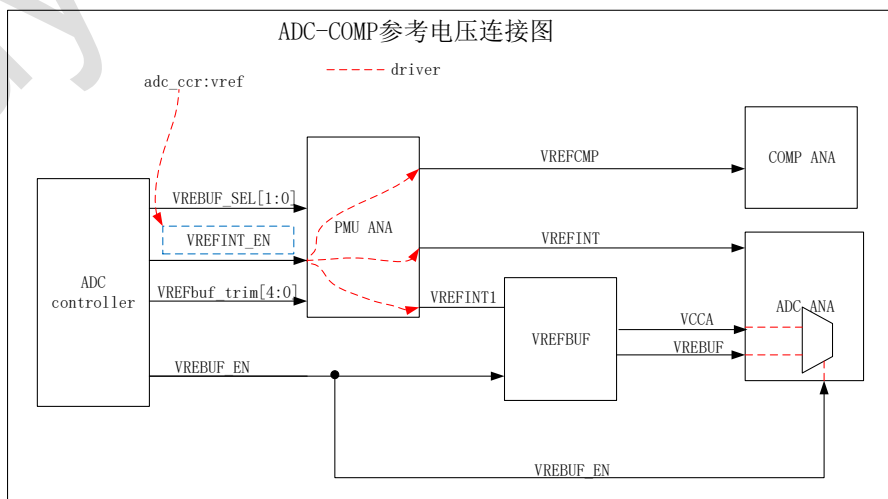 ADC-COMP参考电压连接图
driver
adc_ccr:vref
VREFCMP
COMP ANA
VREBUF_SEL[1:0]
PMU ANA
VREFINT_EN
VREFINT
ADC
controller
VREFbuf_trim[4:0]
VREFINT1
ADC ANA
VCCA
VREFBUF
VREBUF
VREBUF_EN
VREBUF_EN